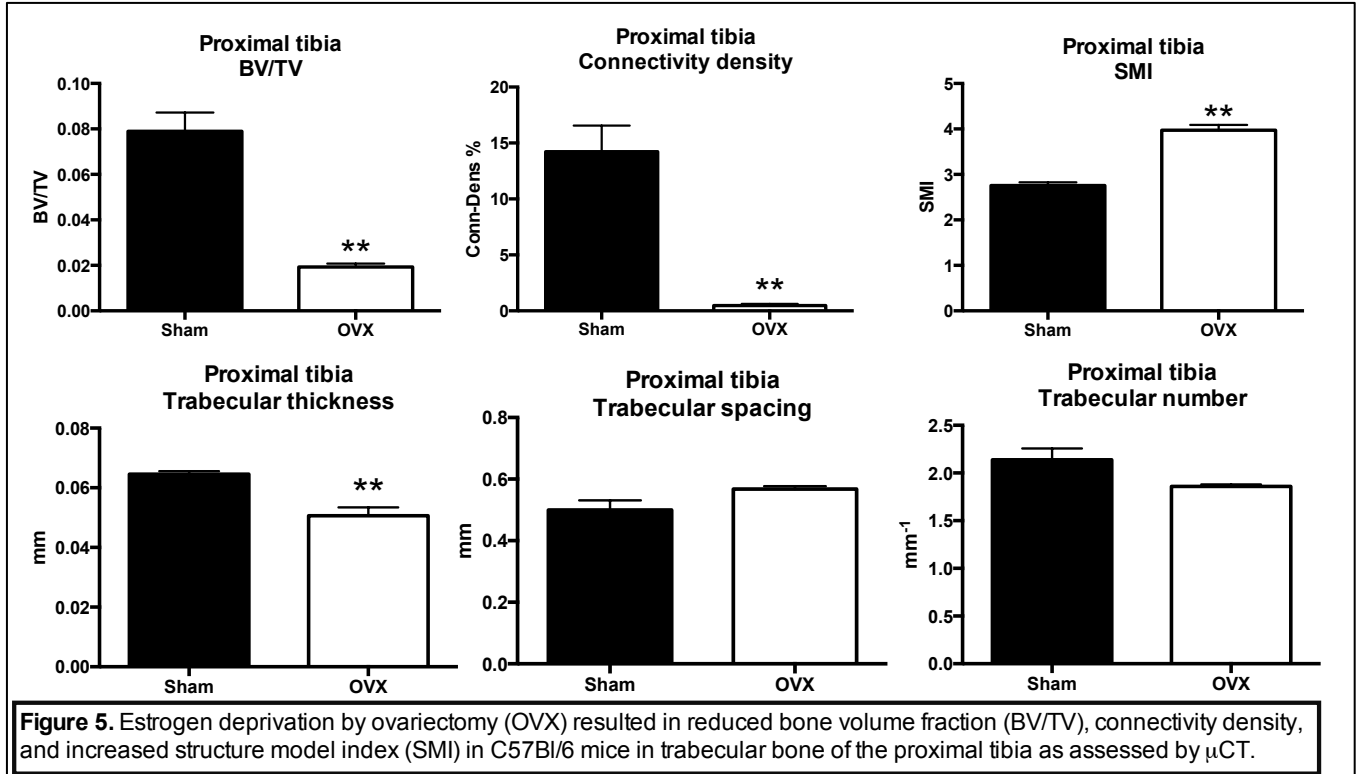 Proximal tibia
BV/TV
0.10
0.08
0.06
0.04
0.02
0.00
BV/TV
**
Sham
OVX
Proximal tibia
Connectivity density
20
15
10
5
0
Conn-Dens %
**
Sham
OVX
Proximal tibia
SMI
5
4
3
2
1
0
SMI
**
Sham
OVX
Proximal tibia
Trabecular thickness
0.08
0.06
0.04
0.02
0.00
mm
**
Sham
OVX
Proximal tibia
Trabecular spacing
0.8
0.6
0.4
0.2
0.0
mm
Sham
OVX
Proximal tibia
Trabecular number
2.5
2.0
1.5
1.0
0.5
0.0
mm⁻¹
Sham
OVX
Figure 5. Estrogen deprivation by ovariectomy (OVX) resulted in reduced bone volume fraction (BV/TV), connectivity density,
and increased structure model index (SMI) in C57Bl/6 mice in trabecular bone of the proximal tibia as assessed by μCT.